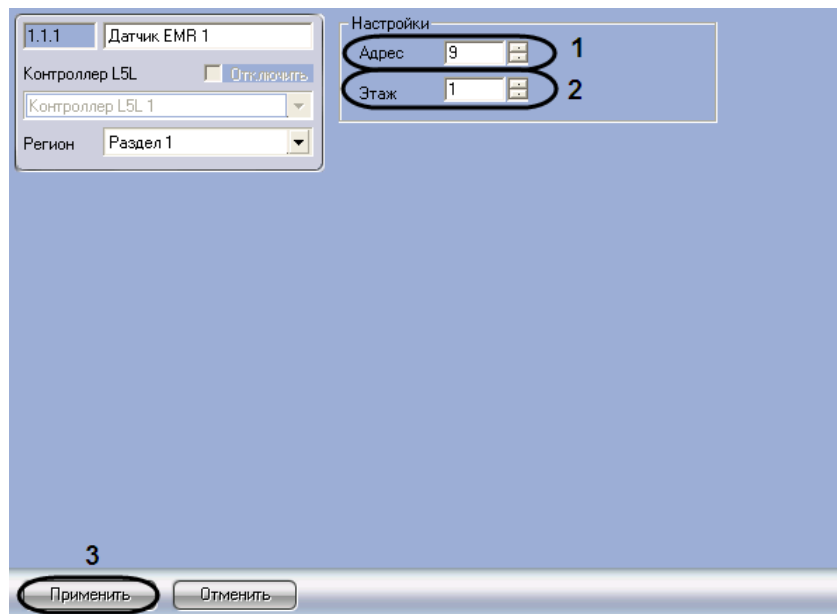 1.1.1 Датчик EMR 1
Контроллер L5L Отключить
Контроллер L5L 1
Регион Раздел 1
Настройки
Адрес 9 1
Этаж 1 2
3
Применить Отменить